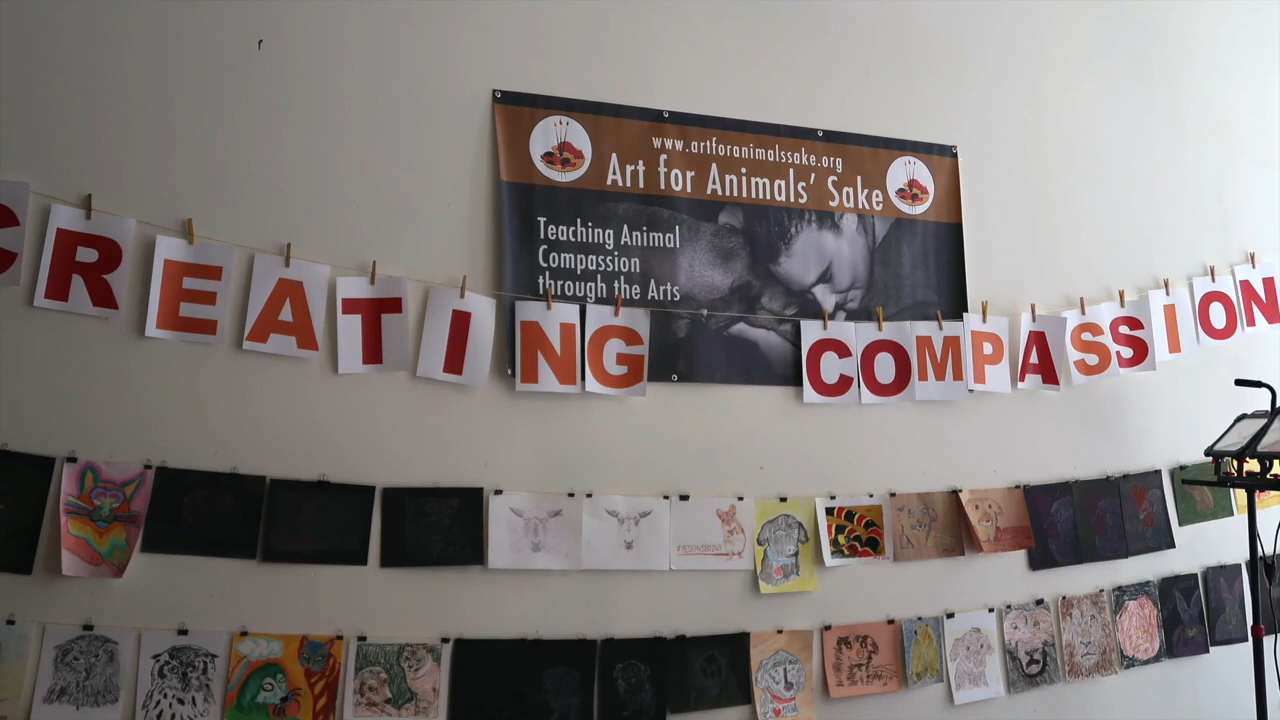 www.artforanimalssake.org
Art for Animals' Sake
Teaching Animal
Compassion
through the Arts
CREATING COMPASSION